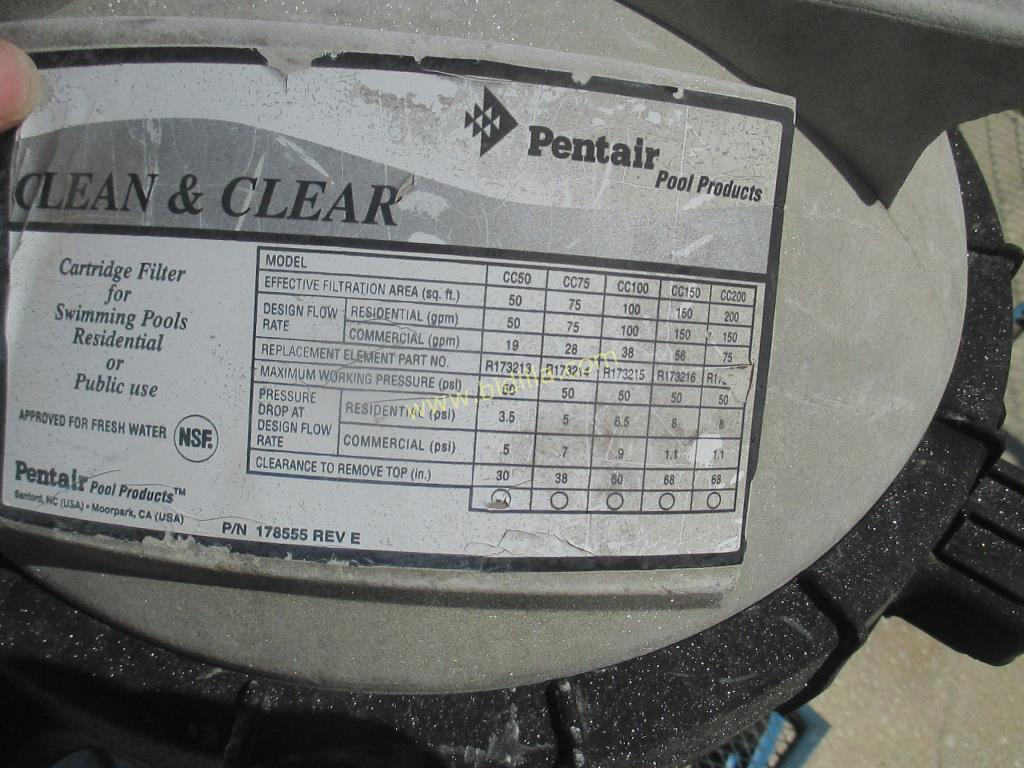 Pentair
Pool Products
CLEAN & CLEAR
Cartridge Filter
for
Swimming Pools
Residential
or
Public use
APPROVED FOR FRESH WATER NSF.
Pentair Pool Products™
Sanford, NC (USA) • Moorpark, CA (USA)
P/N 178555 REV E
MODEL CC50 CC75 CC100 CC150 CC200
EFFECTIVE FILTRATION AREA (sq. ft.) 50 75 100 150 200
DESIGN FLOW RATE RESIDENTIAL (gpm) 50 75 100 150 150
COMMERCIAL (gpm) 19 28 38 56 75
REPLACEMENT ELEMENT PART NO. R173213 R173214 R173215 R173216
MAXIMUM WORKING PRESSURE (psi) 50 50 50 50 50
PRESSURE DROP AT DESIGN FLOW RATE RESIDENTIAL (psi) 3.5 5 6.5 8 8
COMMERCIAL (psi) .5 .7 .9 1.1 1.1
CLEARANCE TO REMOVE TOP (in.) 30 38 60 68 68